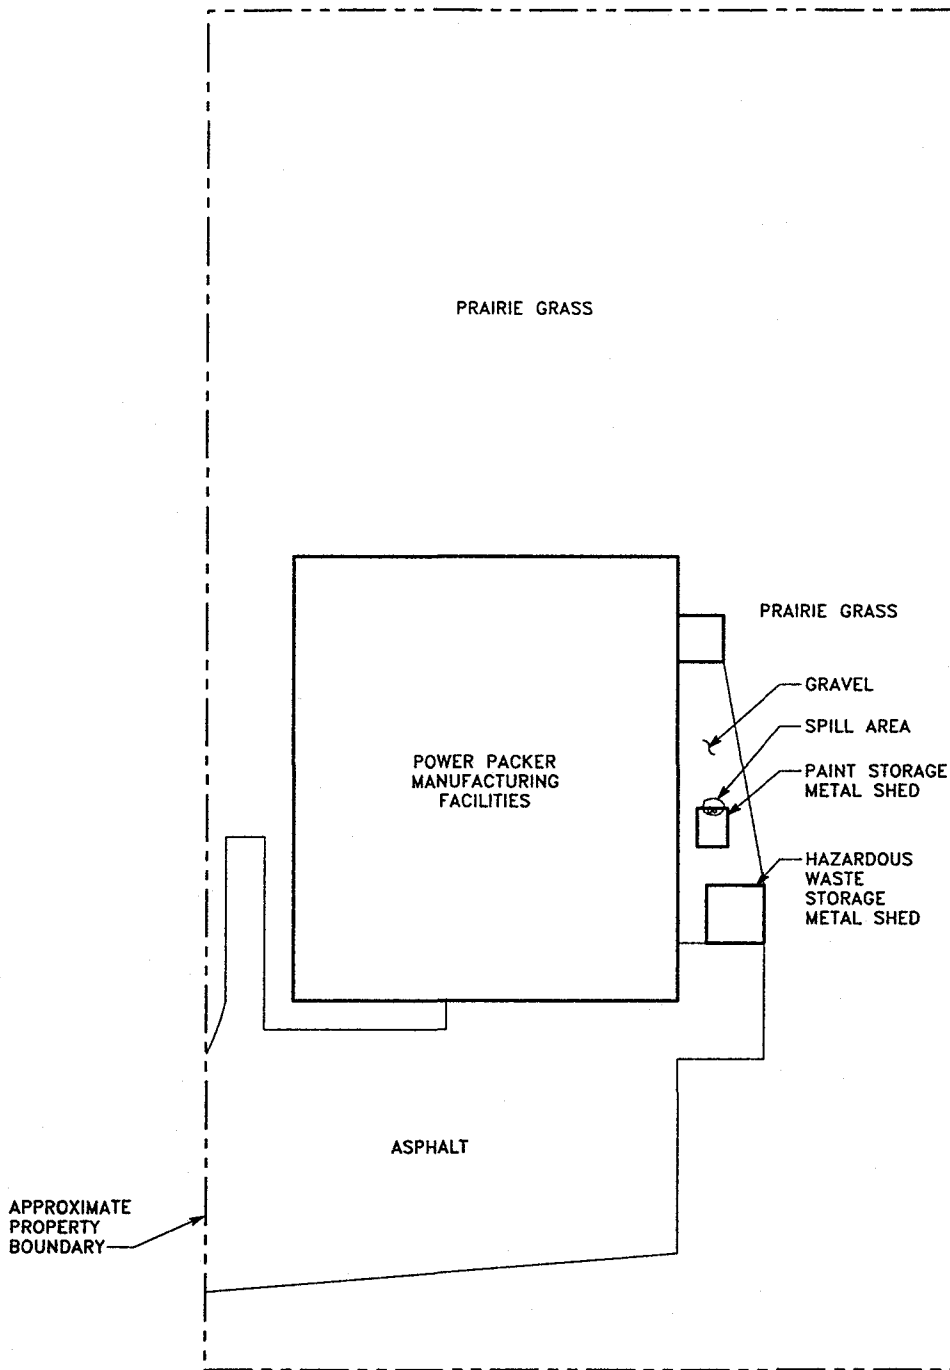 PRAIRIE GRASS
PRAIRIE GRASS
GRAVEL
SPILL AREA
PAINT STORAGE
METAL SHED
POWER PACKER
MANUFACTURING
FACILITIES
HAZARDOUS
WASTE
STORAGE
METAL SHED
ASPHALT
APPROXIMATE
PROPERTY
BOUNDARY